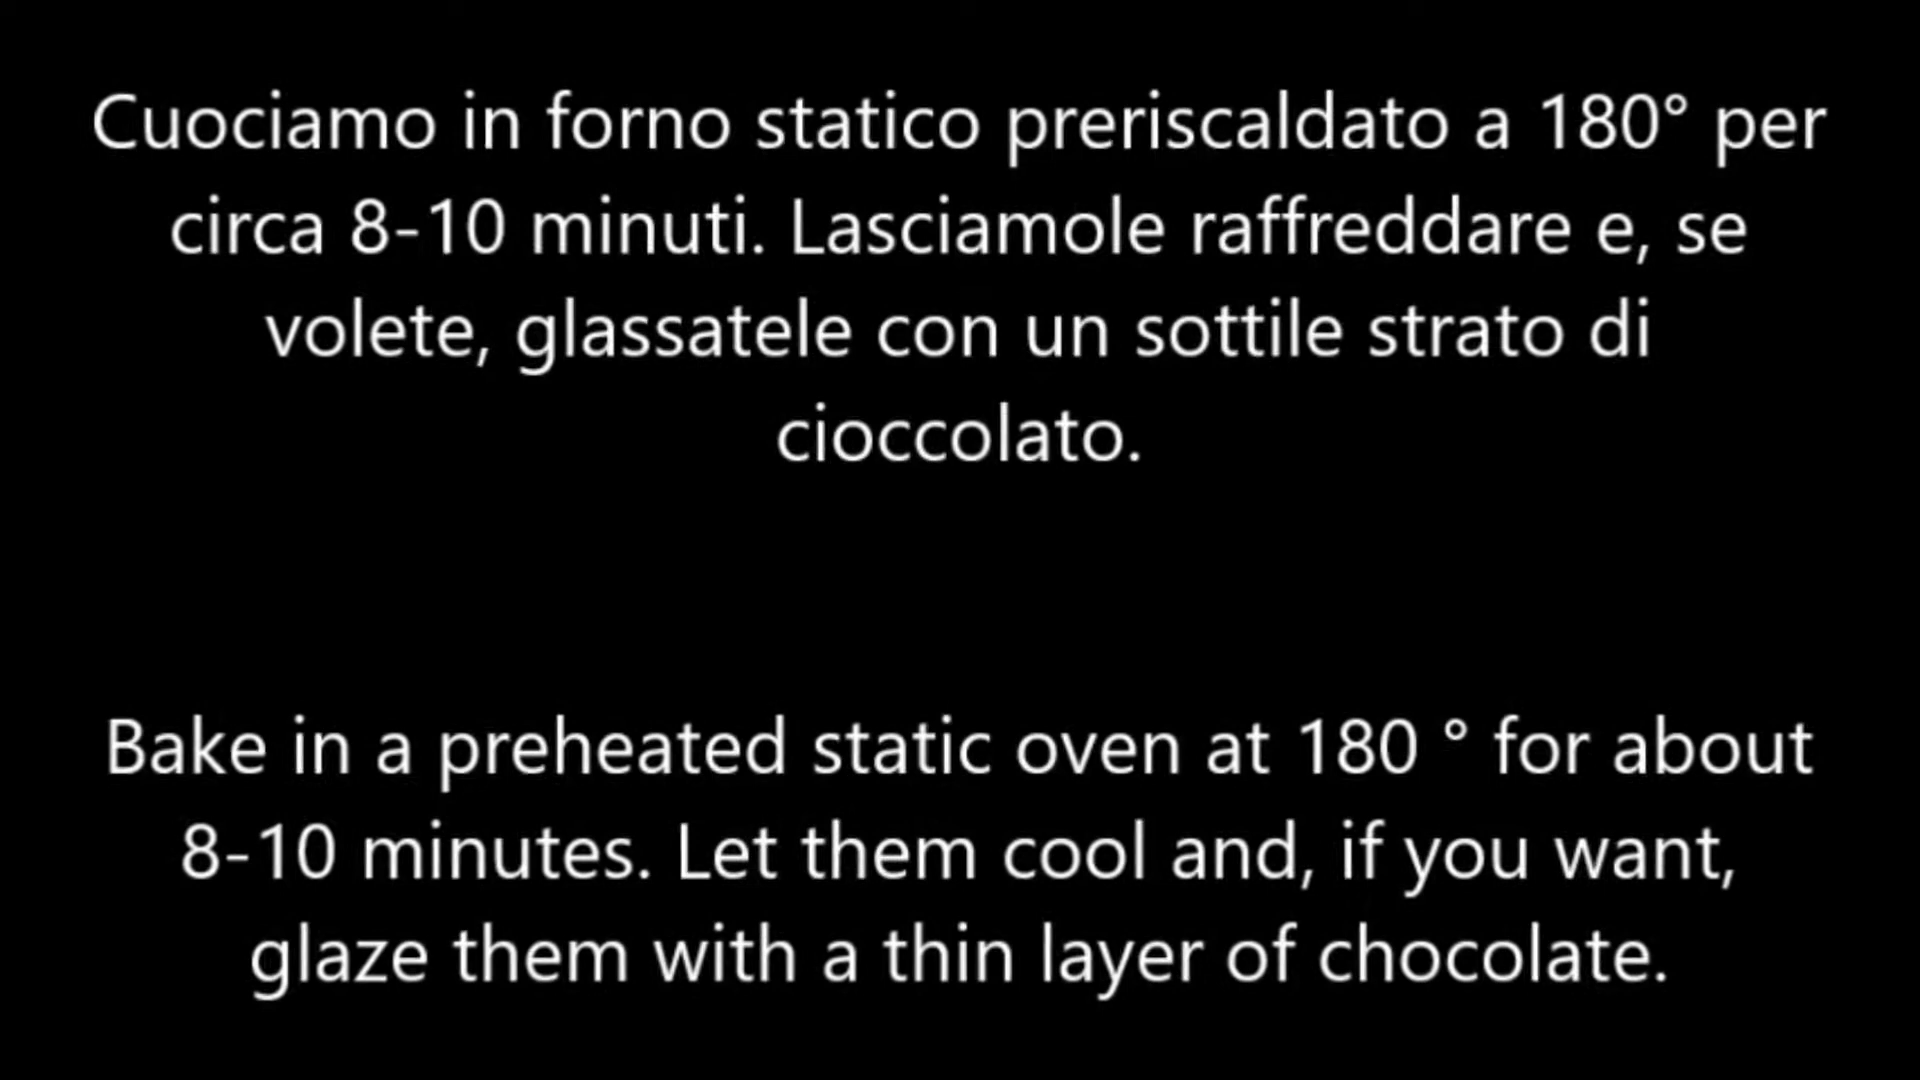 Cuociamo in forno statico preriscaldato a 180° per
circa 8-10 minuti. Lasciamole raffreddare e, se
volete, glassatele con un sottile strato di
cioccolato.
Bake in a preheated static oven at 180 ° for about
8-10 minutes. Let them cool and, if you want,
glaze them with a thin layer of chocolate.